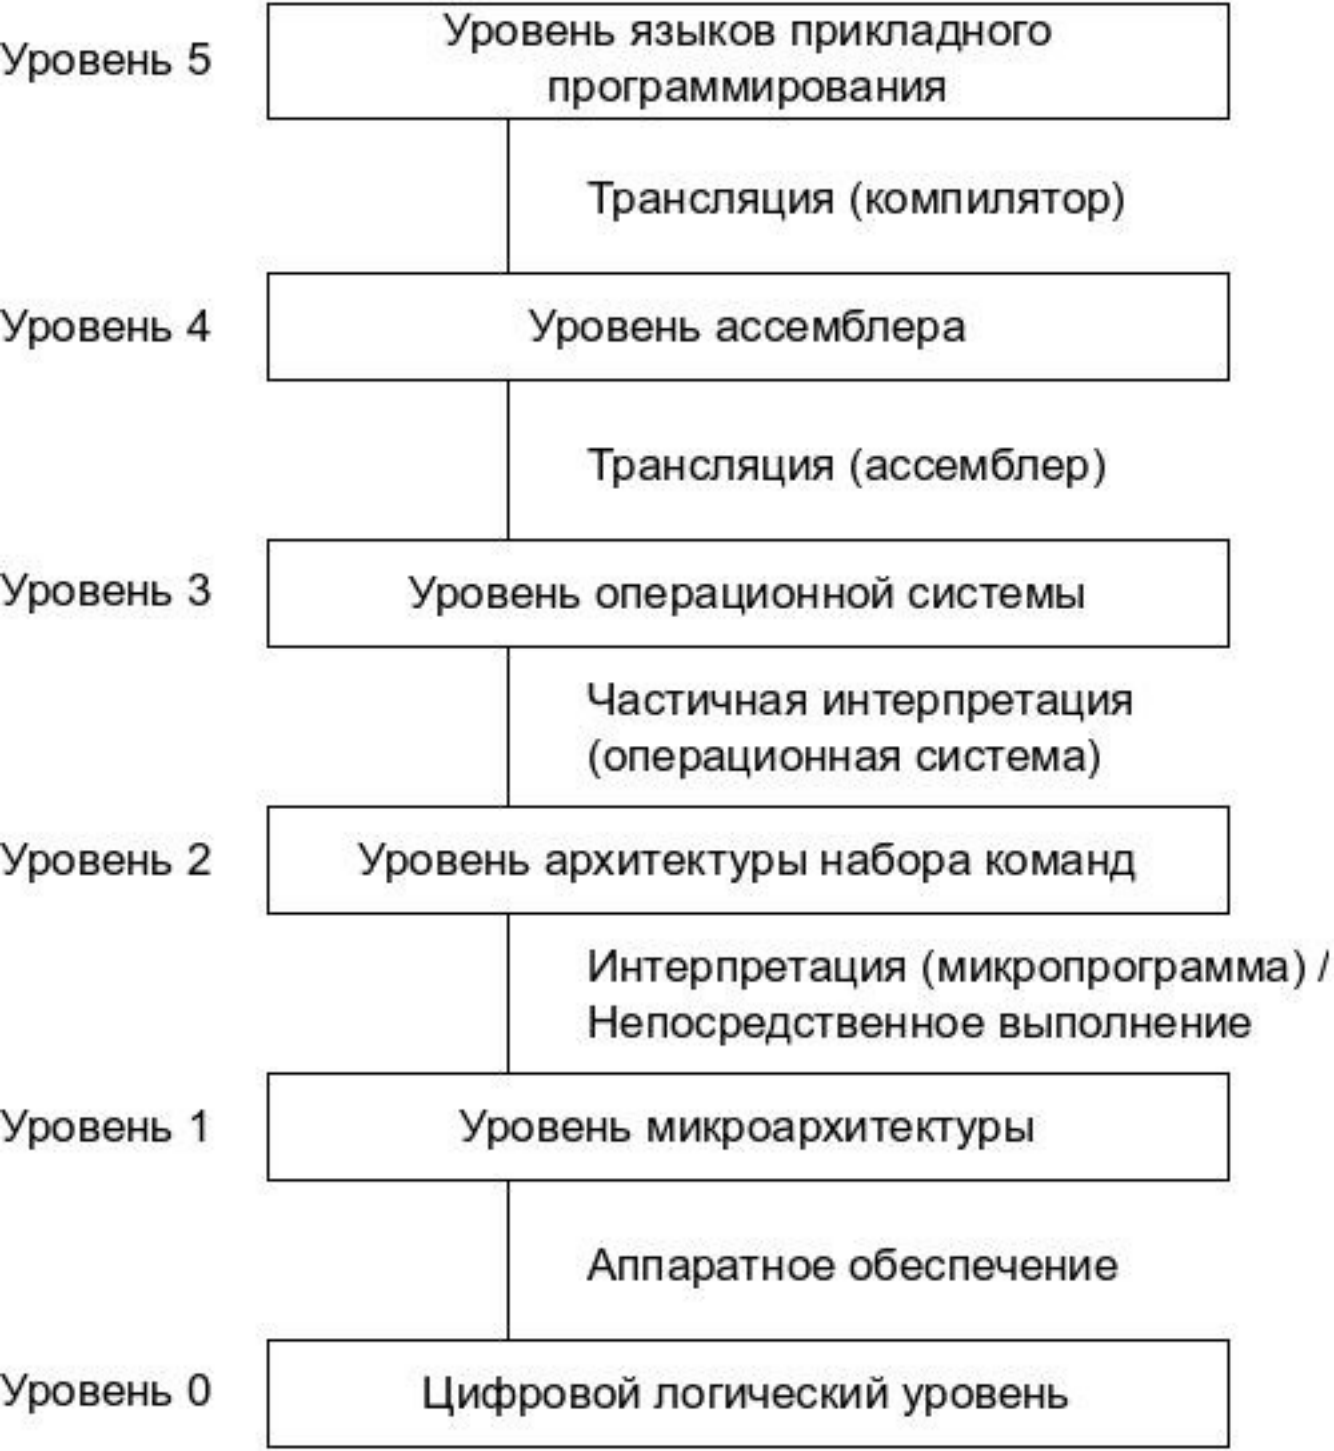 Уровень 5
Уровень языков прикладного
программирования
Трансляция (компилятор)
Уровень 4
Уровень ассемблера
Трансляция (ассемблер)
Уровень 3
Уровень операционной системы
Частичная интерпретация
(операционная система)
Уровень 2
Уровень архитектуры набора команд
Интерпретация (микропрограмма) /
Непосредственное выполнение
Уровень 1
Уровень микроархитектуры
Аппаратное обеспечение
Уровень 0
Цифровой логический уровень